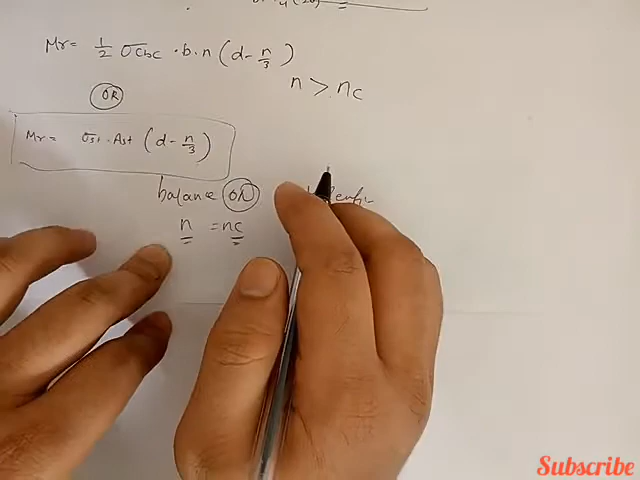 Mr = 1/2 σcbc · b · n (d - n/3)
n > nc
OR
Mr = σst · Ast (d - n/3)
balance OR
n = nc
Subscribe